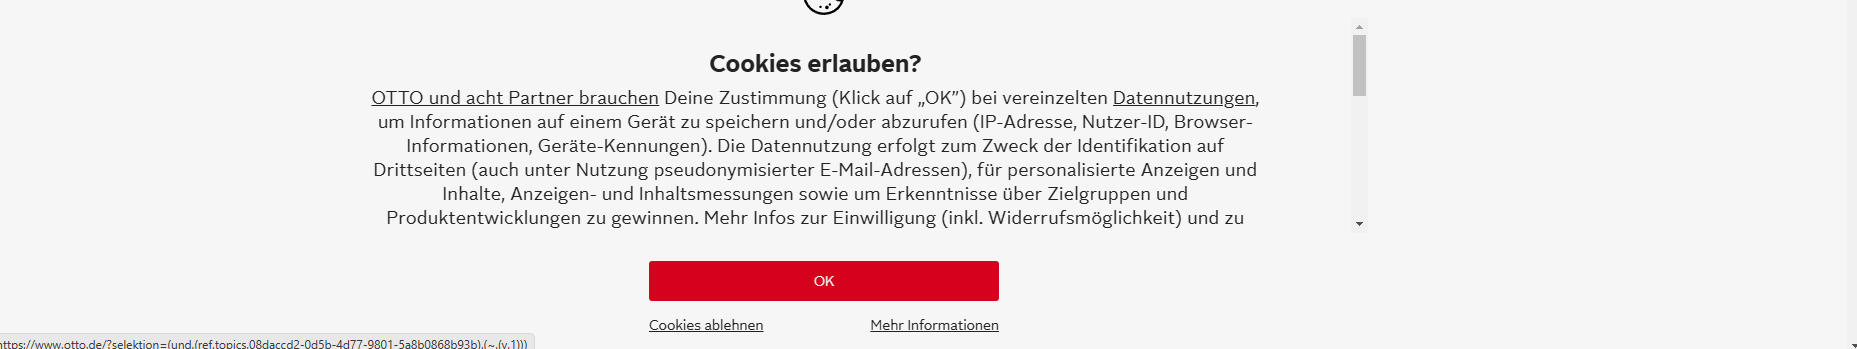 Cookies erlauben?
OTTO und acht Partner brauchen Deine Zustimmung (Klick auf „OK”) bei vereinzelten Datennutzungen,
um Informationen auf einem Gerät zu speichern und/oder abzurufen (IP-Adresse, Nutzer-ID, Browser-
Informationen, Geräte-Kennungen). Die Datennutzung erfolgt zum Zweck der Identifikation auf
Drittseiten (auch unter Nutzung pseudonymisierter E-Mail-Adressen), für personalisierte Anzeigen und
Inhalte, Anzeigen- und Inhaltsmessungen sowie um Erkenntnisse über Zielgruppen und
Produktentwicklungen zu gewinnen. Mehr Infos zur Einwilligung (inkl. Widerrufsmöglichkeit) und zu
OK
Cookies ablehnen Mehr Informationen
https://www.otto.de/?selektion=(und.(ref.topics.08daccd2-0d5b-4d77-9801-5a8b0868b93b).(~.(v.1)))